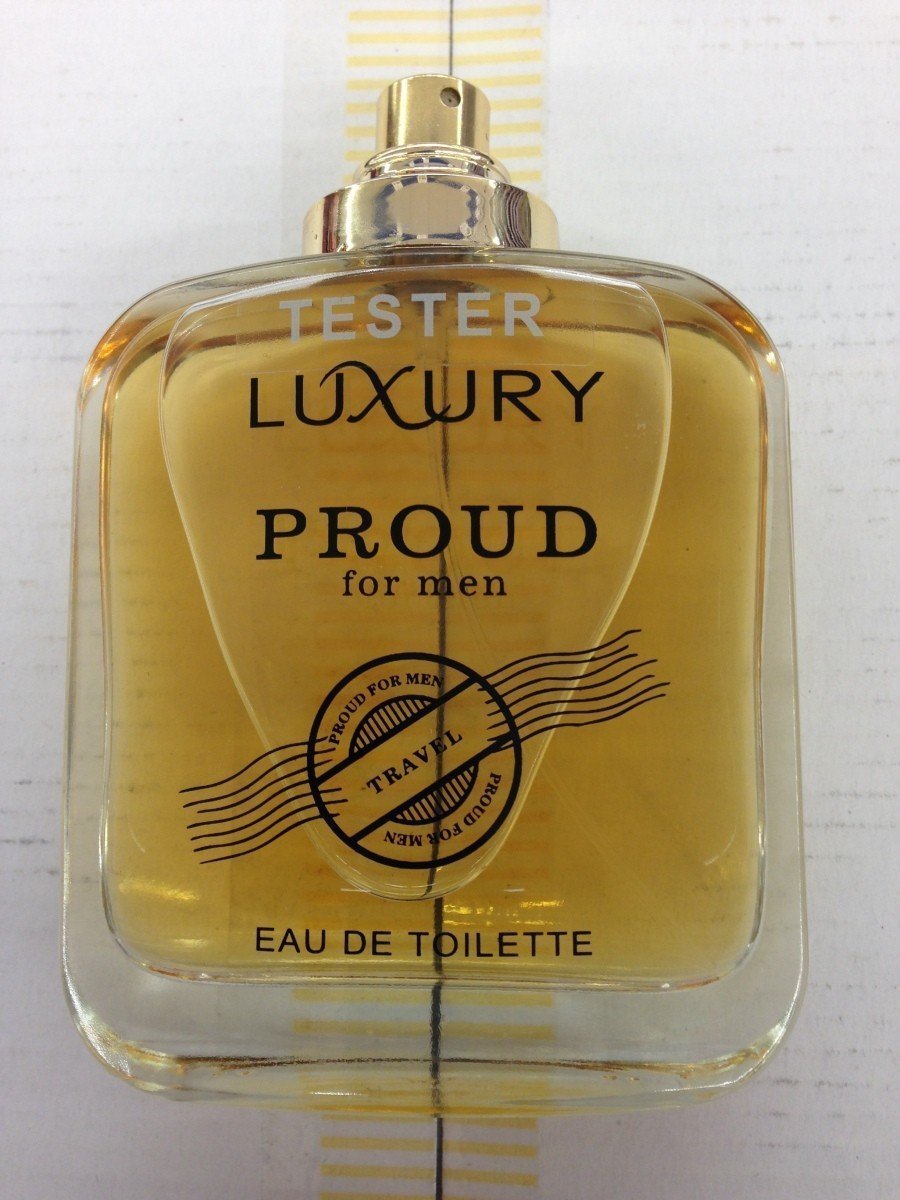 TESTER
LUXURY
PROUD
for men
PROUD FOR MEN
TRAVEL
PROUD FOR MEN
EAU DE TOILETTE